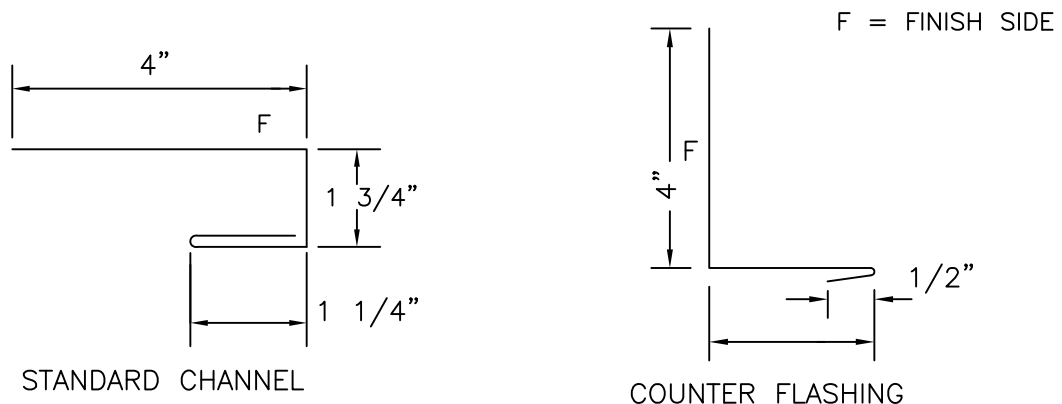 F = FINISH SIDE
4”
F
1 3/4”
1 1/4”
STANDARD CHANNEL
F
4”
1/2”
COUNTER FLASHING